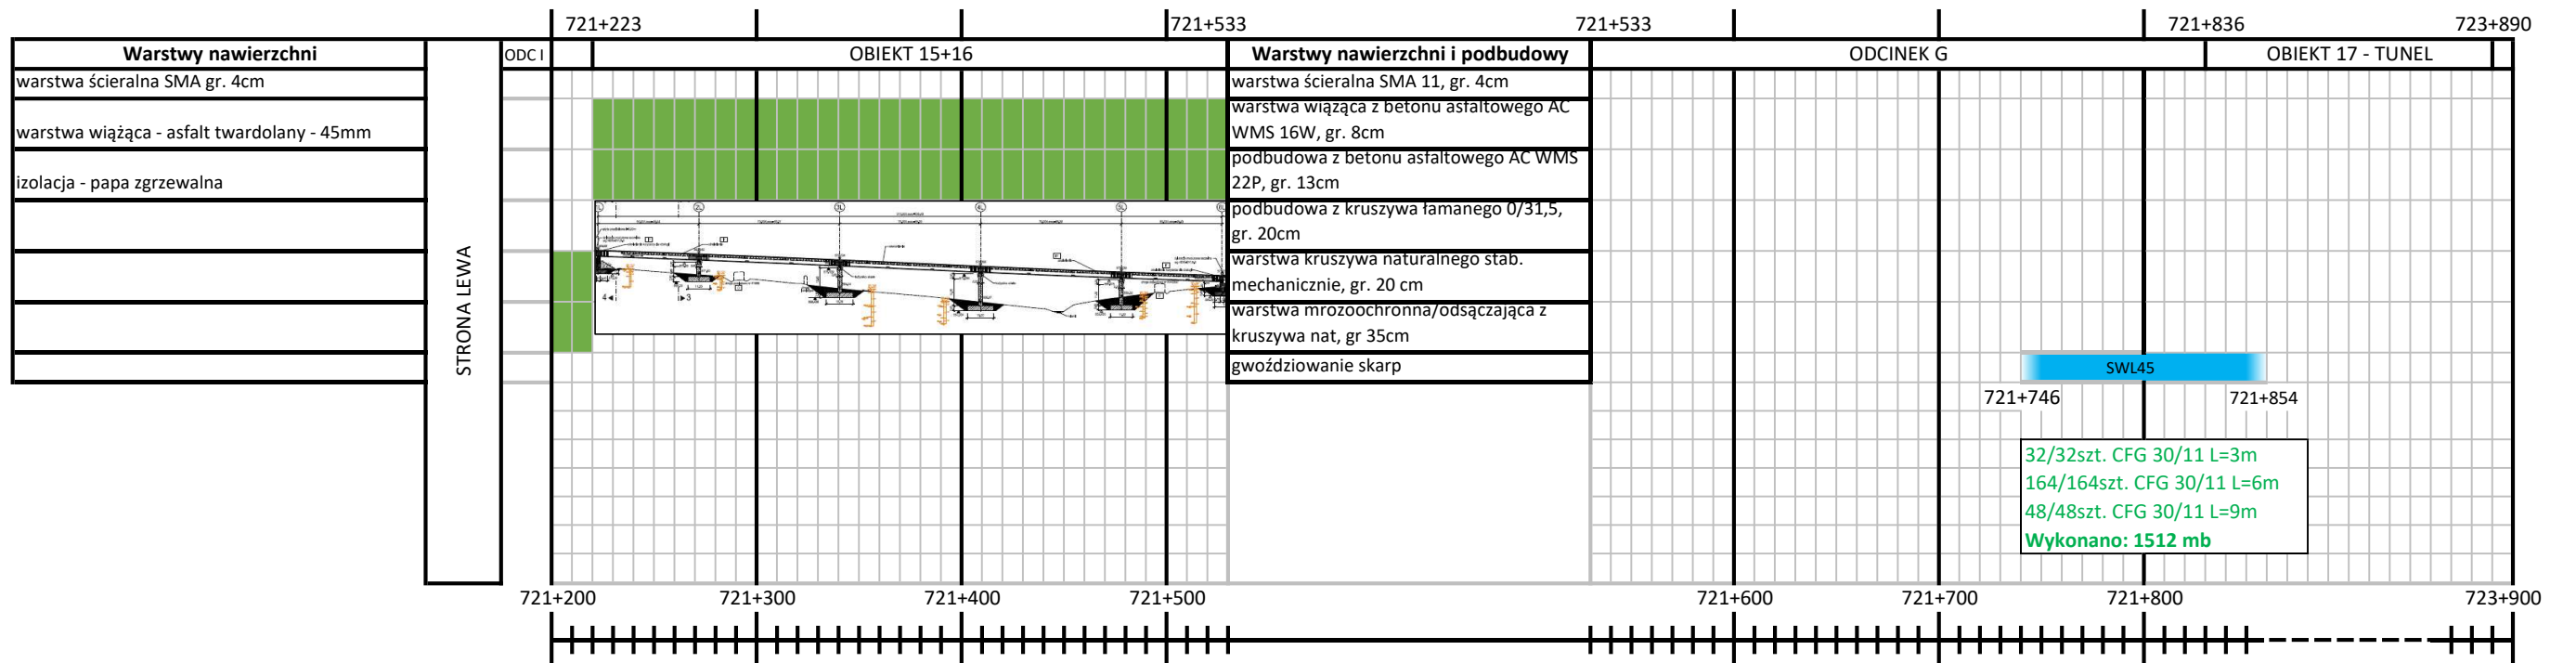 721+223
721+533
721+533
721+836
723+890
Warstwy nawierzchni
ODC I
OBIEKT 15+16
Warstwy nawierzchni i podbudowy
ODCINEK G
OBIEKT 17 - TUNEL
warstwa ścieralna SMA gr. 4cm
warstwa wiążąca - asfalt twardolany - 45mm
izolacja - papa zgrzewalna
STRONA LEWA
warstwa ścieralna SMA 11, gr. 4cm
warstwa wiążąca z betonu asfaltowego AC
WMS 16W, gr. 8cm
podbudowa z betonu asfaltowego AC WMS
22P, gr. 13cm
podbudowa z kruszywa łamanego 0/31,5,
gr. 20cm
warstwa kruszywa naturalnego stab.
mechanicznie, gr. 20 cm
warstwa mrozoochronna/odsączająca z
kruszywa nat, gr 35cm
gwoździowanie skarp
SWL45
721+746
721+854
32/32szt. CFG 30/11 L=3m
164/164szt. CFG 30/11 L=6m
48/48szt. CFG 30/11 L=9m
Wykonano: 1512 mb
721+200
721+300
721+400
721+500
721+600
721+700
721+800
723+900